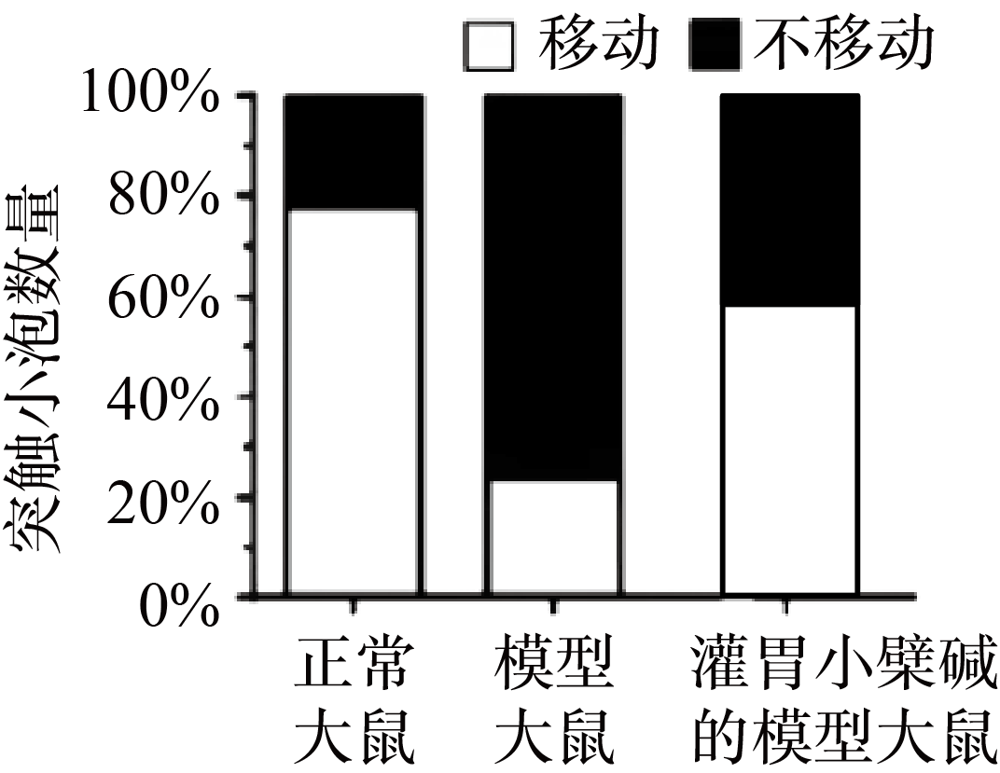 移动 不移动
100%
80%
60%
40%
20%
0%
突触小泡数量
正常
大鼠
模型
大鼠
灌胃小檗碱
的模型大鼠